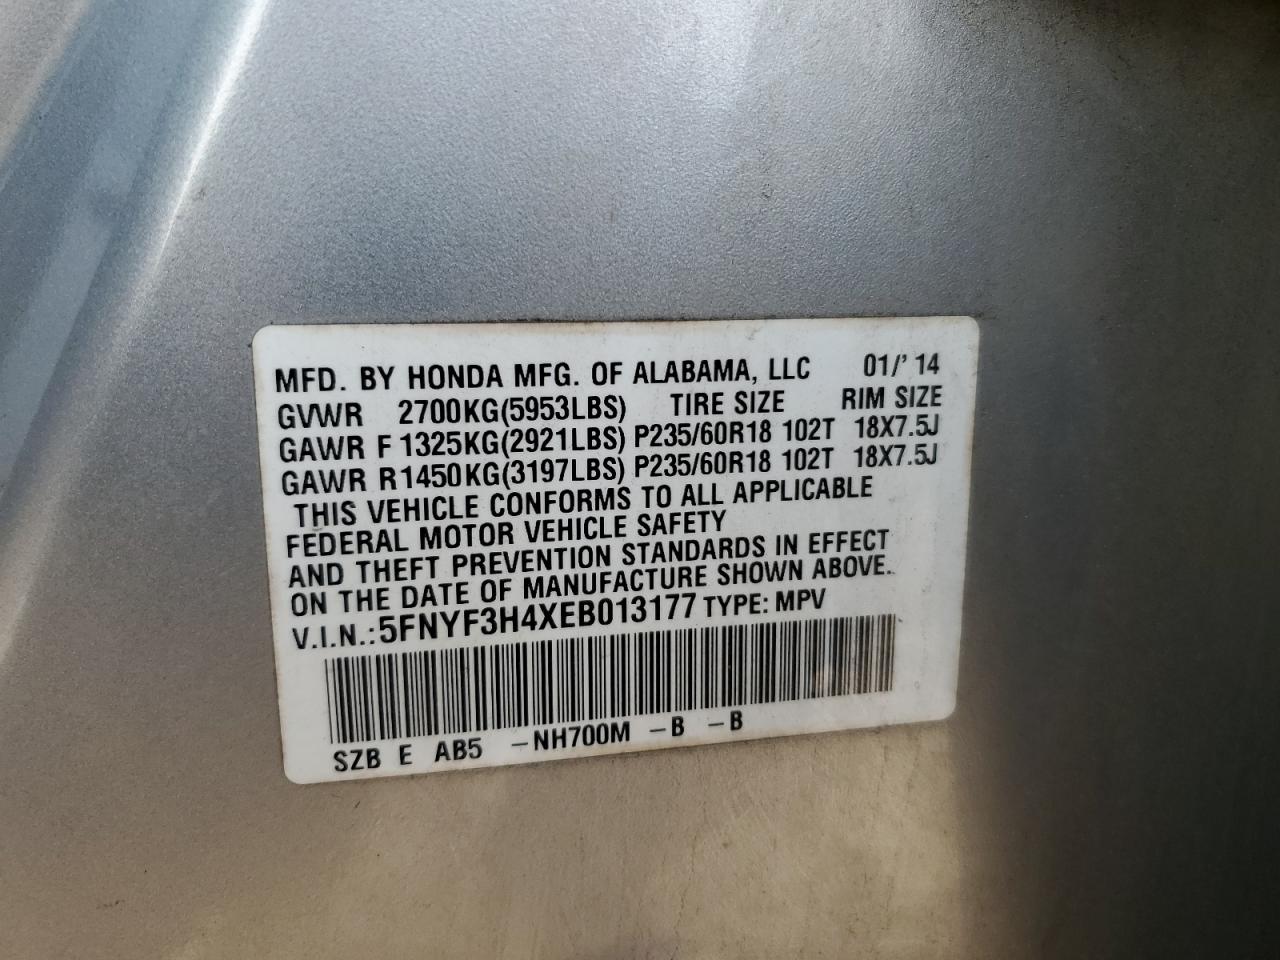 MFD. BY HONDA MFG. OF ALABAMA, LLC 01/' 14
GVWR 2700KG(5953LBS) TIRE SIZE RIM SIZE
GAWR F 1325KG(2921LBS) P235/60R18 102T 18X7.5J
GAWR R1450KG(3197LBS) P235/60R18 102T 18X7.5J
THIS VEHICLE CONFORMS TO ALL APPLICABLE
FEDERAL MOTOR VEHICLE SAFETY
AND THEFT PREVENTION STANDARDS IN EFFECT
ON THE DATE OF MANUFACTURE SHOWN ABOVE.
V.I.N.: 5FNYF3H4XEB013177 TYPE: MPV
SZB E AB5 -NH700M -B -B